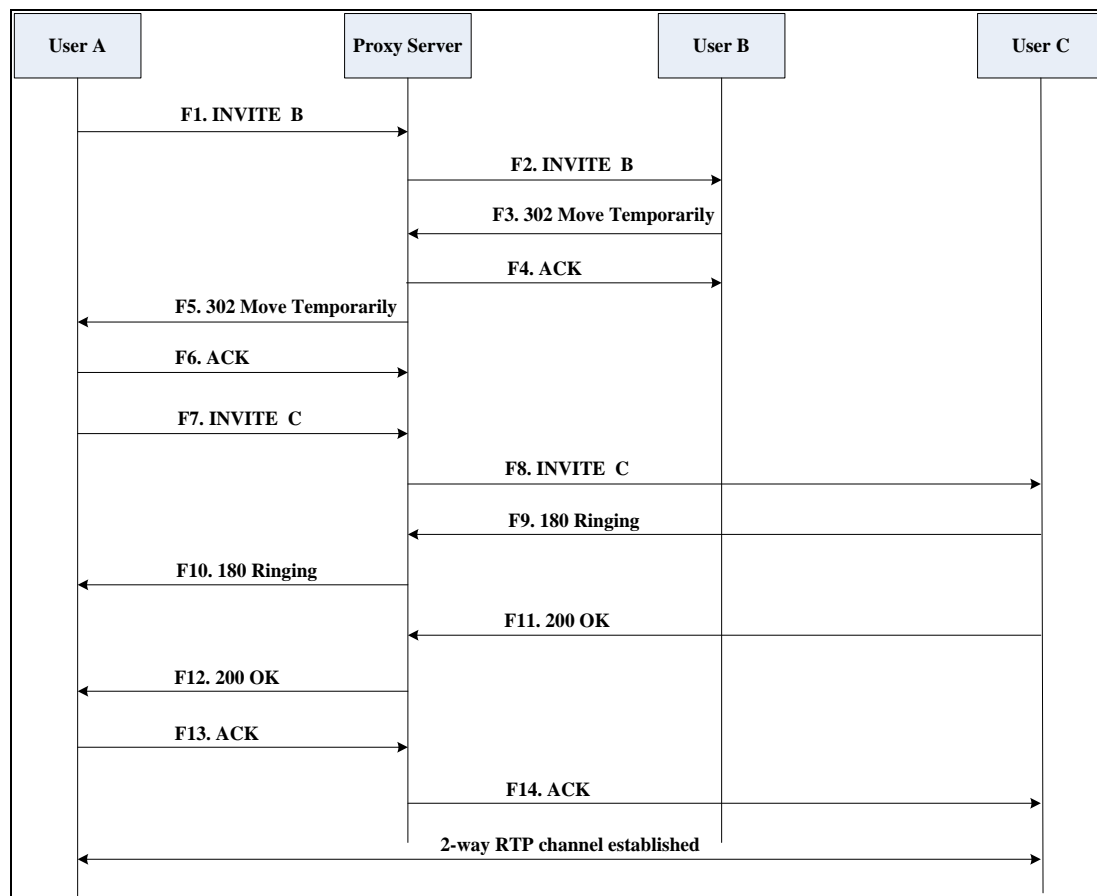 User A
Proxy Server
User B
User C
F1. INVITE B
F2. INVITE B
F3. 302 Move Temporarily
F4. ACK
F5. 302 Move Temporarily
F6. ACK
F7. INVITE C
F8. INVITE C
F9. 180 Ringing
F10. 180 Ringing
F11. 200 OK
F12. 200 OK
F13. ACK
F14. ACK
2-way RTP channel established